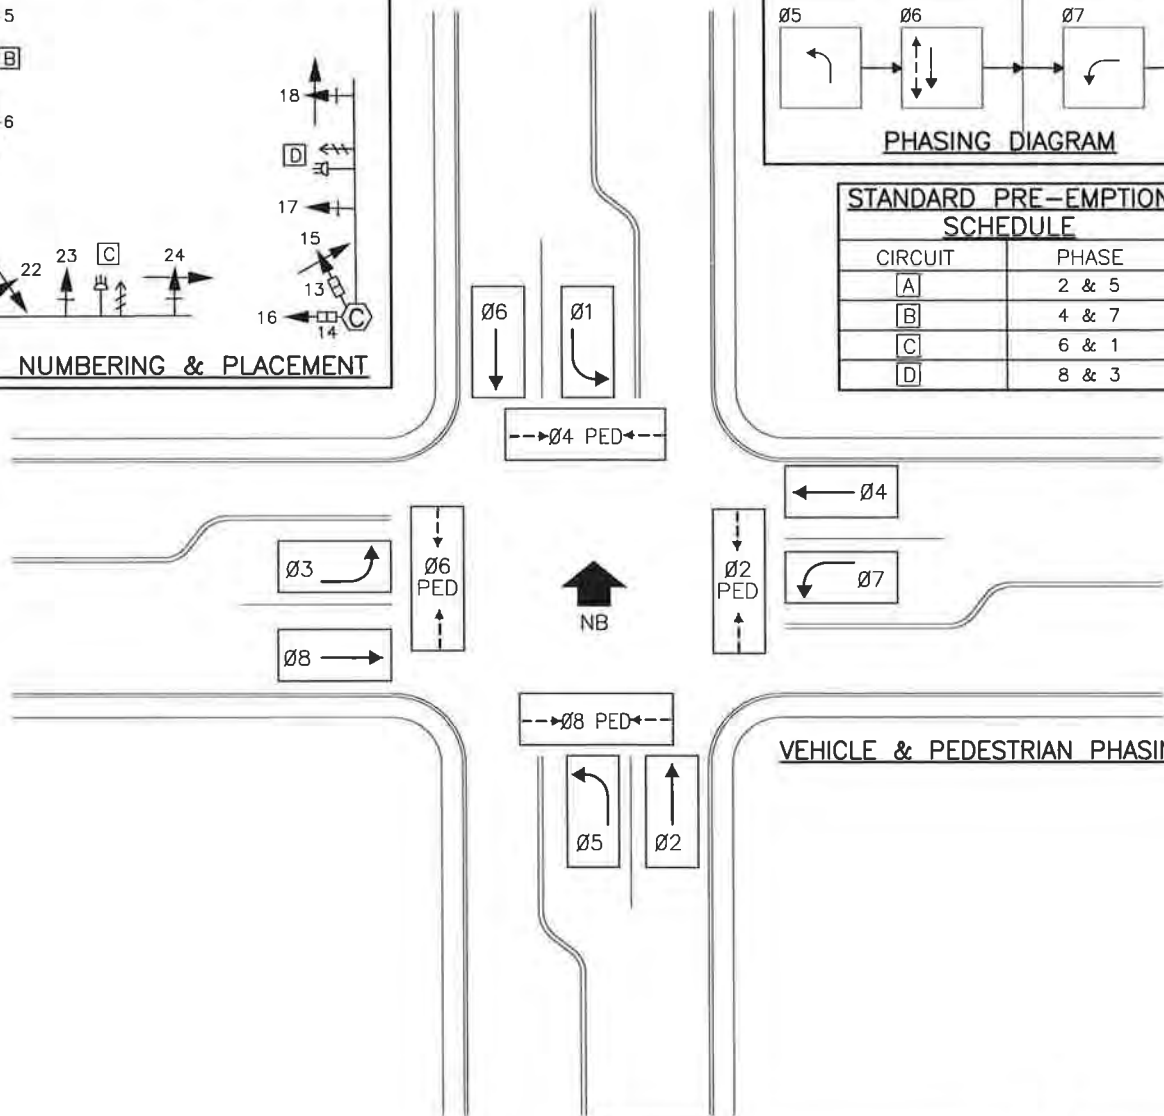 5
B
6
18
D
17
15
13
16
14
C
22
23
C
24
NUMBERING & PLACEMENT
Ø5
Ø6
Ø7
PHASING DIAGRAM
STANDARD PRE-EMPTION
SCHEDULE
CIRCUIT PHASE
A 2 & 5
B 4 & 7
C 6 & 1
D 8 & 3
Ø6
Ø1
Ø4 PED
Ø4
Ø3
Ø6
PED
Ø2
PED
Ø7
NB
Ø8
Ø8 PED
Ø5
Ø2
VEHICLE & PEDESTRIAN